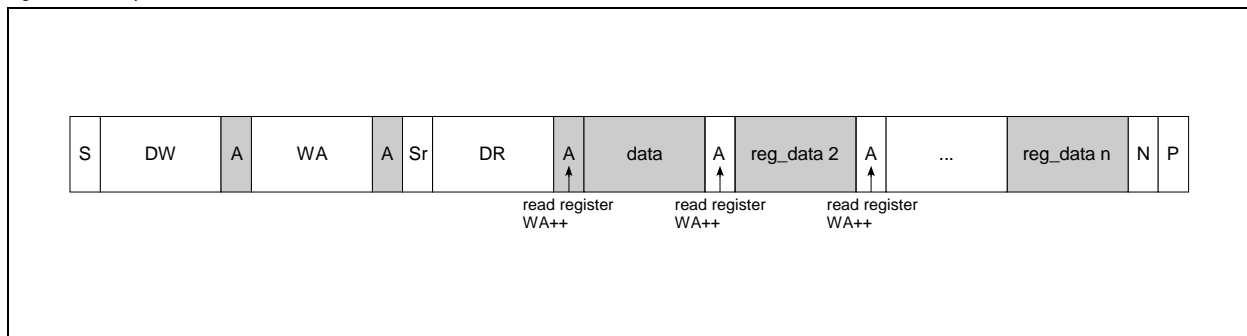 S DW A WA A Sr DR A data A reg_data 2 A ... reg_data n N P
read register read register read register
WA++ WA++ WA++